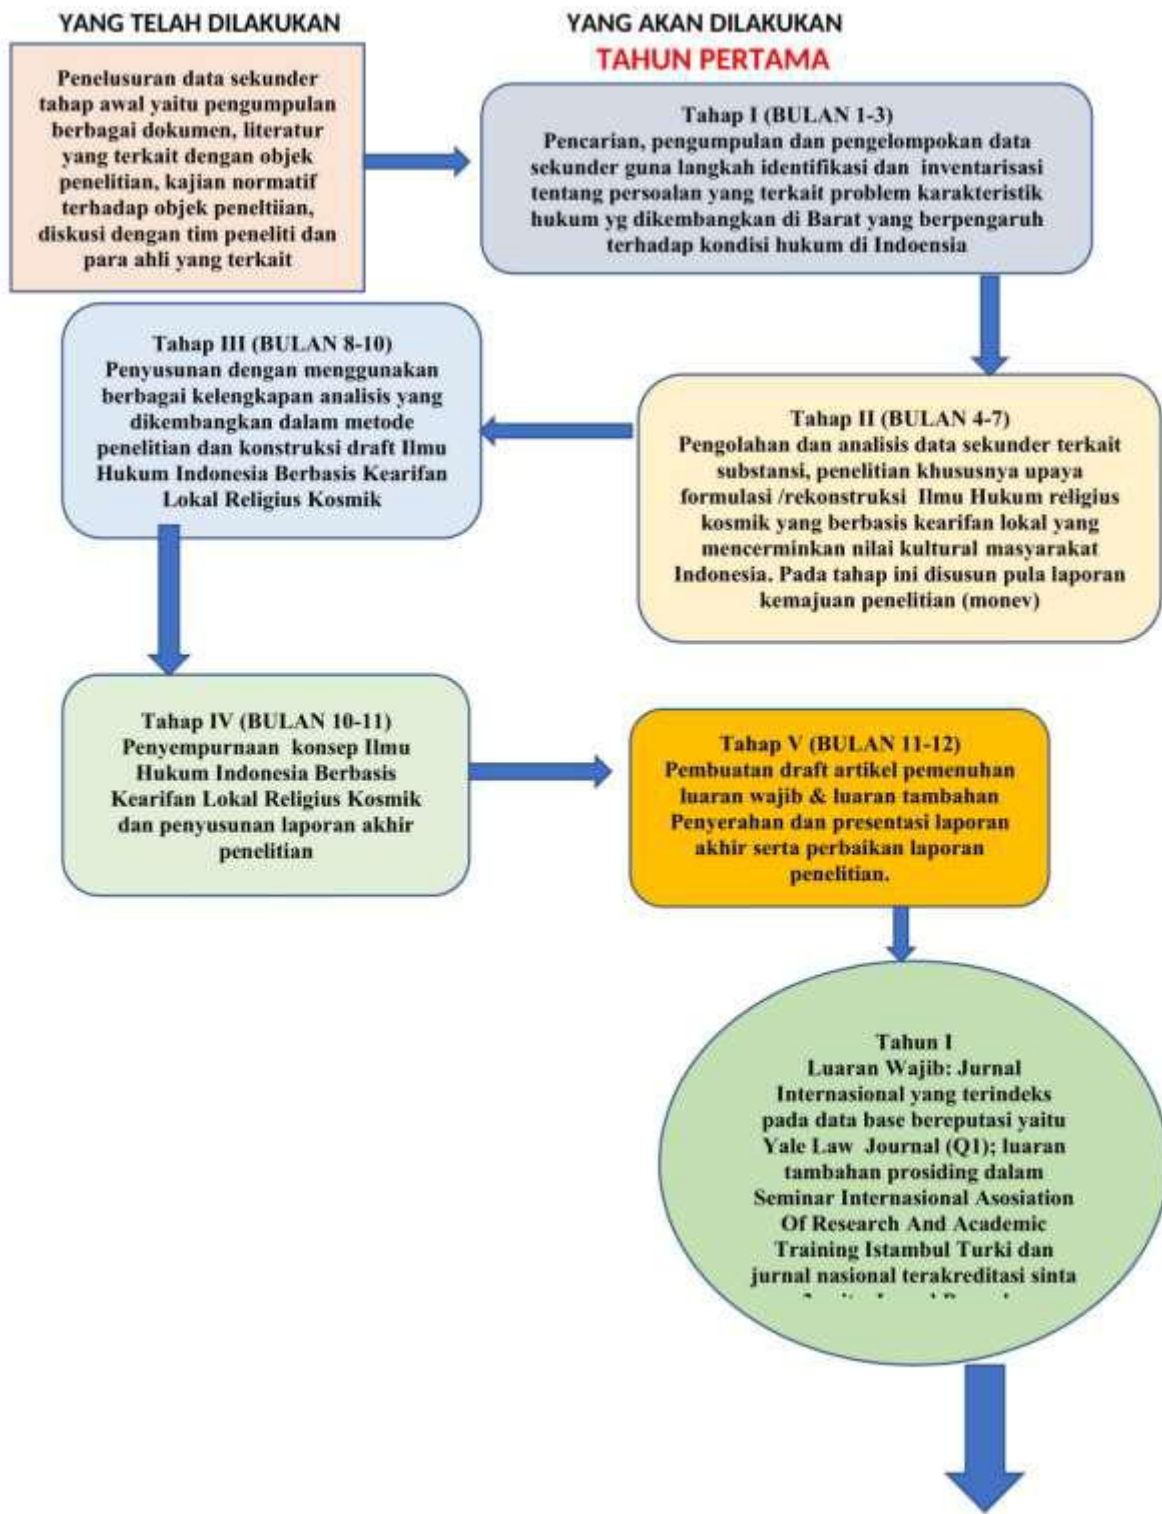 YANG TELAH DILAKUKAN
Penelusuran data sekunder
tahap awal yaitu pengumpulan
berbagai dokumen, literatur
yang terkait dengan objek
penelitian, kajian normatif
terhadap objek peneltiian,
diskusi dengan tim peneliti dan
para ahli yang terkait
YANG AKAN DILAKUKAN
TAHUN PERTAMA
Tahap I (BULAN 1-3)
Pencarian, pengumpulan dan pengelompokan data
sekunder guna langkah identifikasi dan inventarisasi
tentang persoalan yang terkait problem karakteristik
hukum yg dikembangkan di Barat yang berpengaruh
terhadap kondisi hukum di Indoensia
Tahap II (BULAN 4-7)
Pengolahan dan analisis data sekunder terkait
substansi, penelitian khususnya upaya
formulasi /rekonstruksi Ilmu Hukum religius
kosmik yang berbasis kearifan lokal yang
mencerminkan nilai kultural masyarakat
Indonesia. Pada tahap ini disusun pula laporan
kemajuan penelitian (monev)
Tahap III (BULAN 8-10)
Penyusunan dengan menggunakan
berbagai kelengkapan analisis yang
dikembangkan dalam metode
penelitian dan konstruksi draft Ilmu
Hukum Indonesia Berbasis Kearifan
Lokal Religius Kosmik
Tahap IV (BULAN 10-11)
Penyempurnaan konsep Ilmu
Hukum Indonesia Berbasis
Kearifan Lokal Religius Kosmik
dan penyusunan laporan akhir
penelitian
Tahap V (BULAN 11-12)
Pembuatan draft artikel pemenuhan
luaran wajib & luaran tambahan
Penyerahan dan presentasi laporan
akhir serta perbaikan laporan
penelitian.
Tahun I
Luaran Wajib: Jurnal
Internasional yang terindeks
pada data base bereputasi yaitu
Yale Law Journal (Q1); luaran
tambahan prosiding dalam
Seminar Internasional Asosiation
Of Research And Academic
Training Istambul Turki dan
jurnal nasional terakreditasi sinta